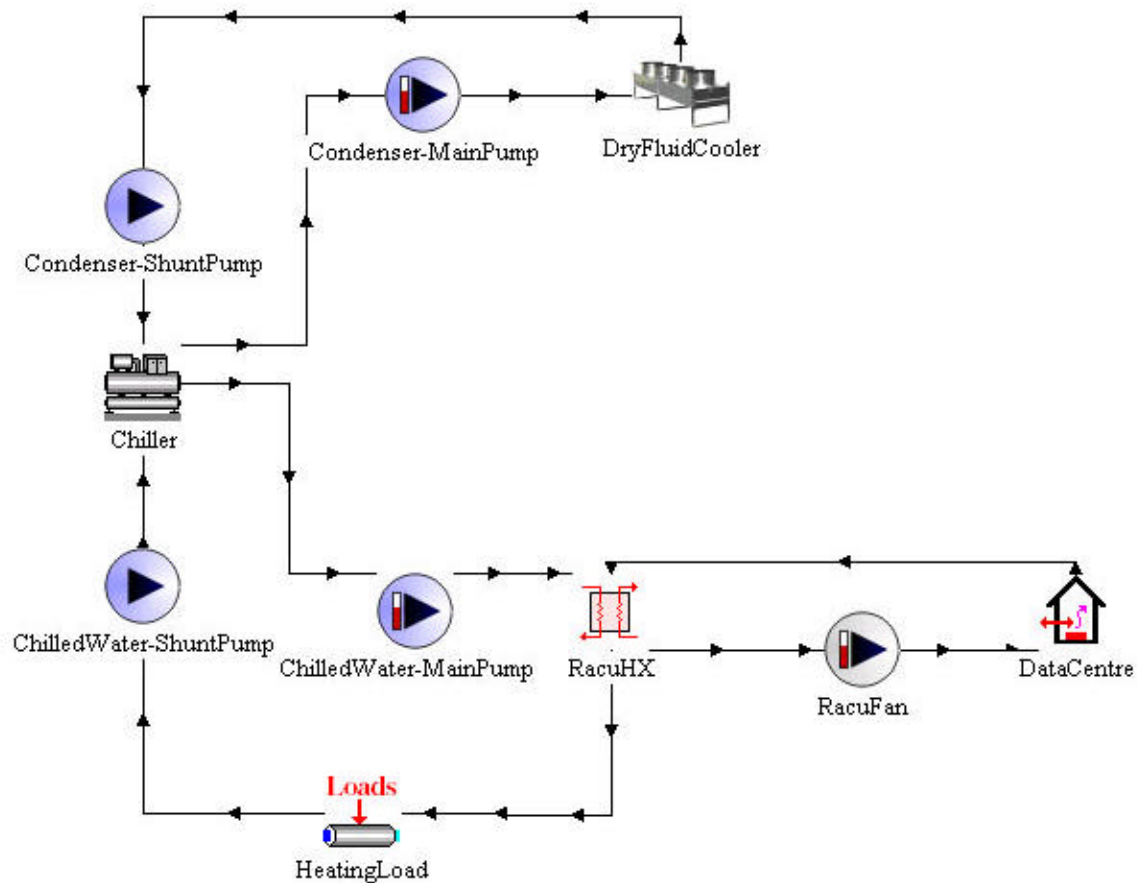 Condenser-MainPump
DryFluidCooler
Condenser-ShuntPump
Chiller
ChilledWater-ShuntPump
ChilledWater-MainPump
RacuHX
RacuFan
DataCentre
Loads
HeatingLoad